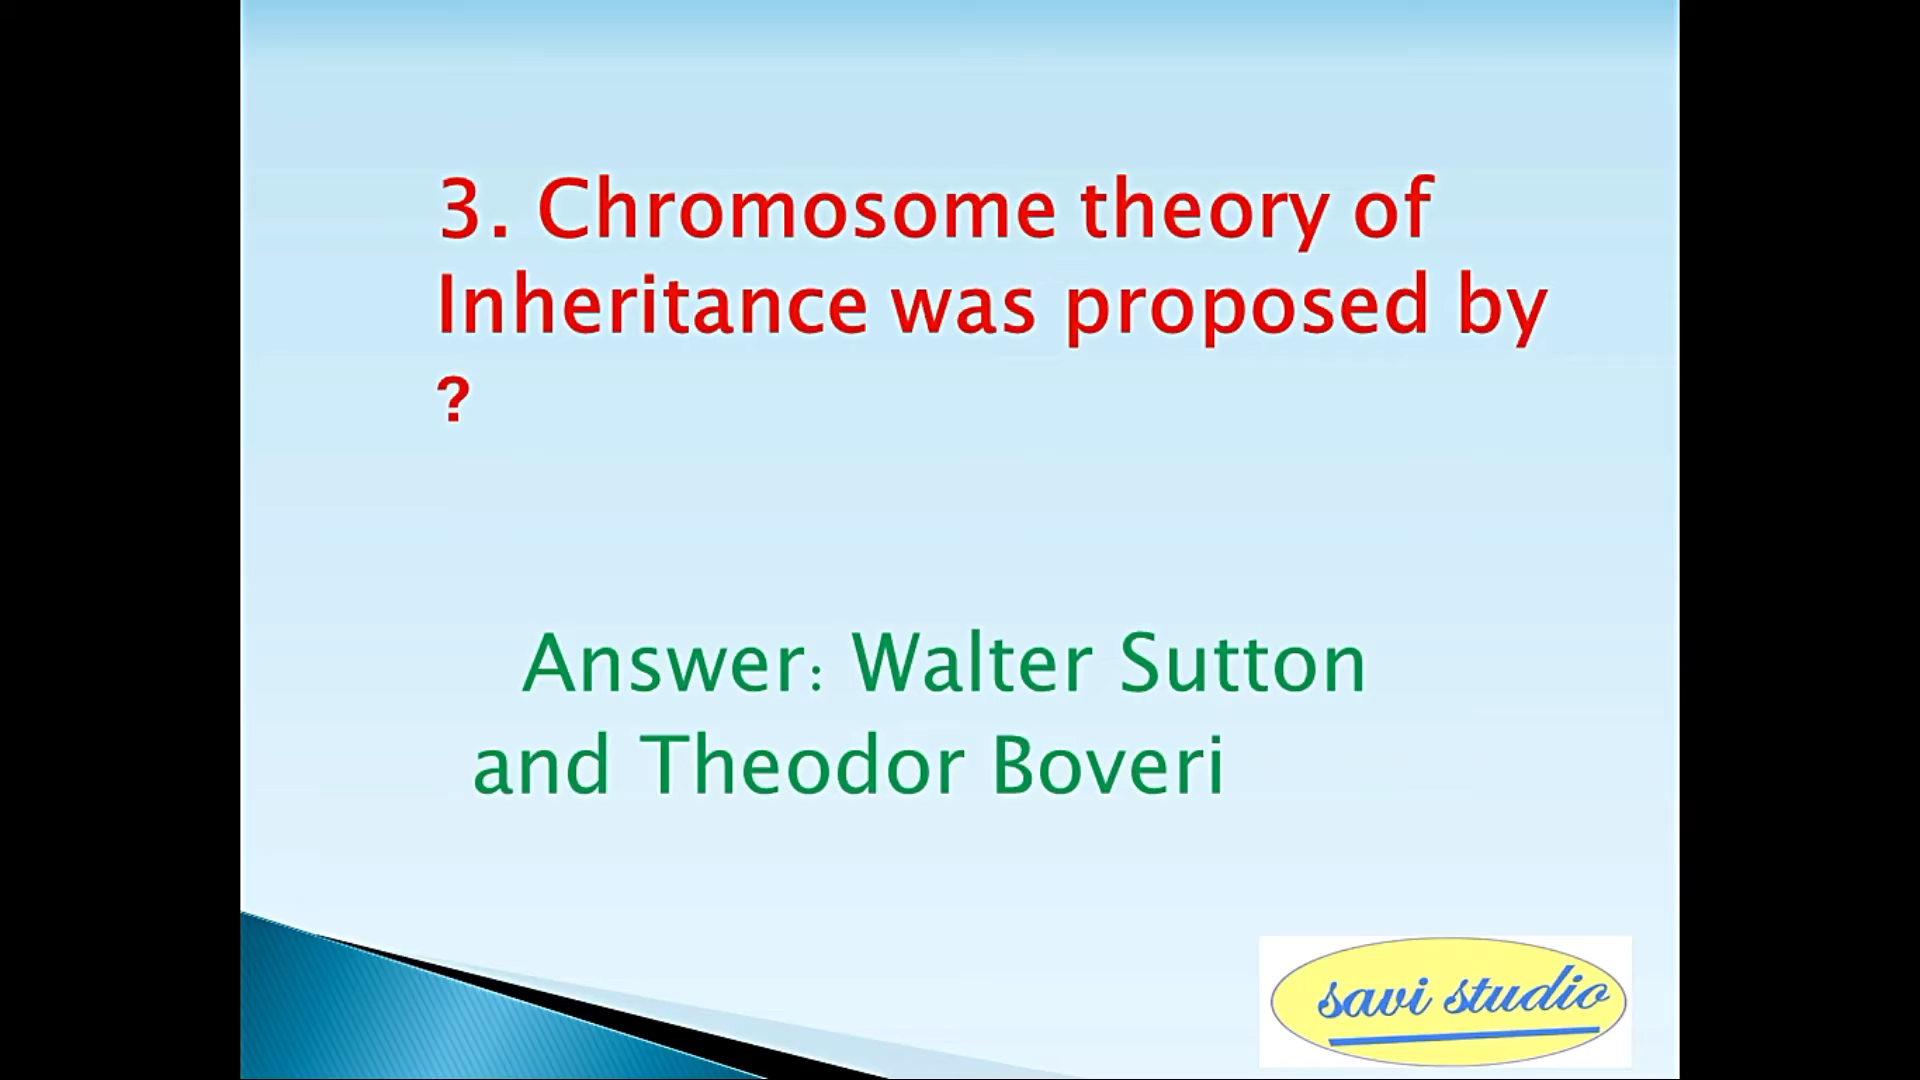 3. Chromosome theory of
Inheritance was proposed by
?
Answer: Walter Sutton
and Theodor Boveri
savi studio